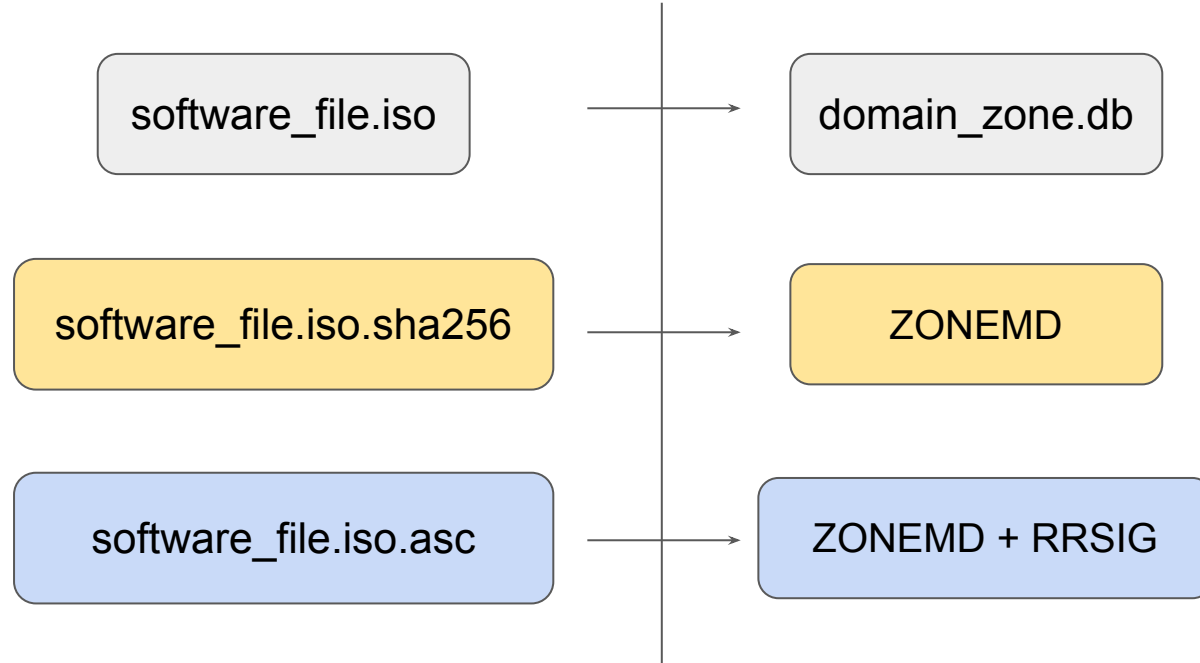 software_file.iso
domain_zone.db
software_file.iso.sha256
ZONEMD
software_file.iso.asc
ZONEMD + RRSIG